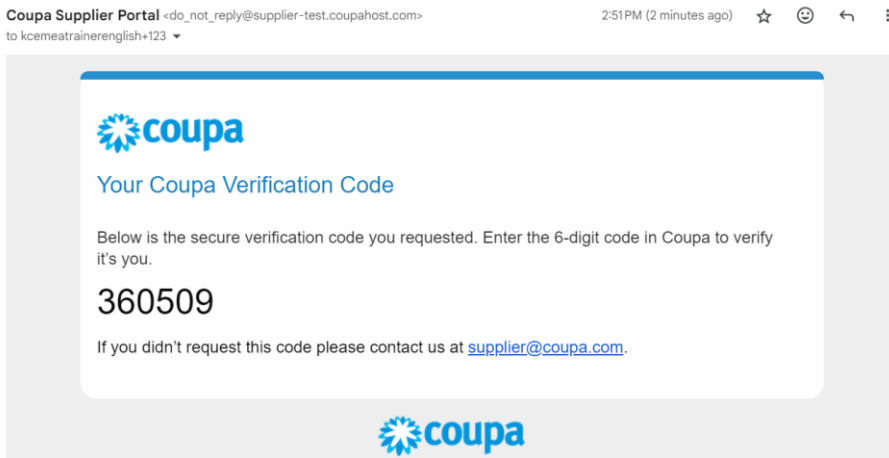 Coupa Supplier Portal <do_not_reply@supplier-test.coupahost.com> 2:51 PM (2 minutes ago)
to kcemeatrainerenglish+123
coupa
Your Coupa Verification Code
Below is the secure verification code you requested. Enter the 6-digit code in Coupa to verify
it's you.
360509
If you didn't request this code please contact us at supplier@coupa.com.
coupa